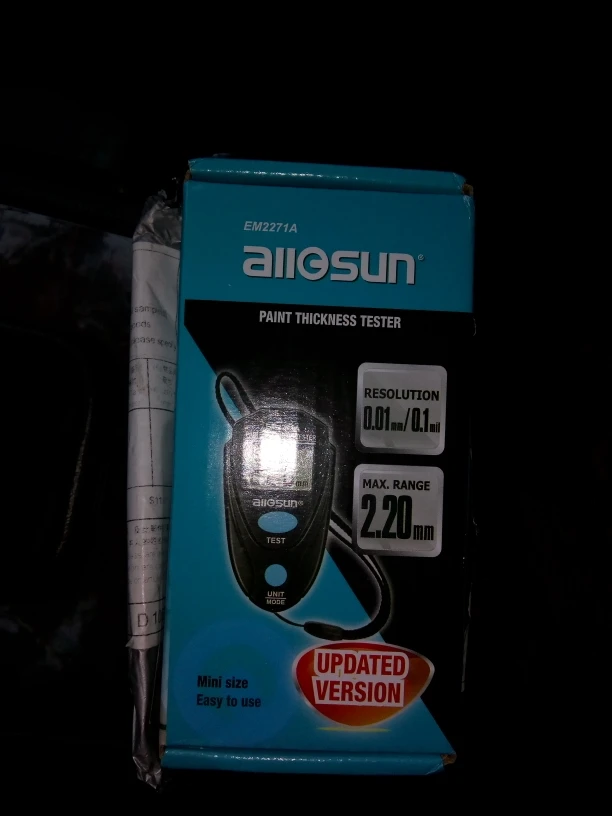 EM2271A
allosun®
PAINT THICKNESS TESTER
RESOLUTION
0.01mm/0.1mil
MAX. RANGE
2.20mm
mm
allosun®
TEST
UNIT
MODE
UPDATED
VERSION
Mini size
Easy to use